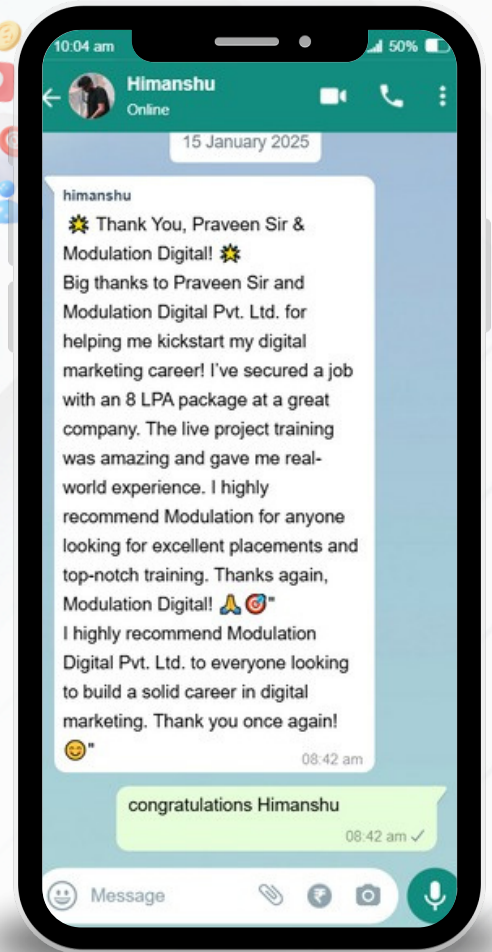 10:04 am
50%
Himanshu
Online
15 January 2025
himanshu
🌟 Thank You, Praveen Sir &
Modulation Digital! 🌟
Big thanks to Praveen Sir and
Modulation Digital Pvt. Ltd. for
helping me kickstart my digital
marketing career! I've secured a job
with an 8 LPA package at a great
company. The live project training
was amazing and gave me real-
world experience. I highly
recommend Modulation for anyone
looking for excellent placements and
top-notch training. Thanks again,
Modulation Digital! 🙏 🎯"
I highly recommend Modulation
Digital Pvt. Ltd. to everyone looking
to build a solid career in digital
marketing. Thank you once again!
😊"
08:42 am
congratulations Himanshu
08:42 am ✓
Message
₹